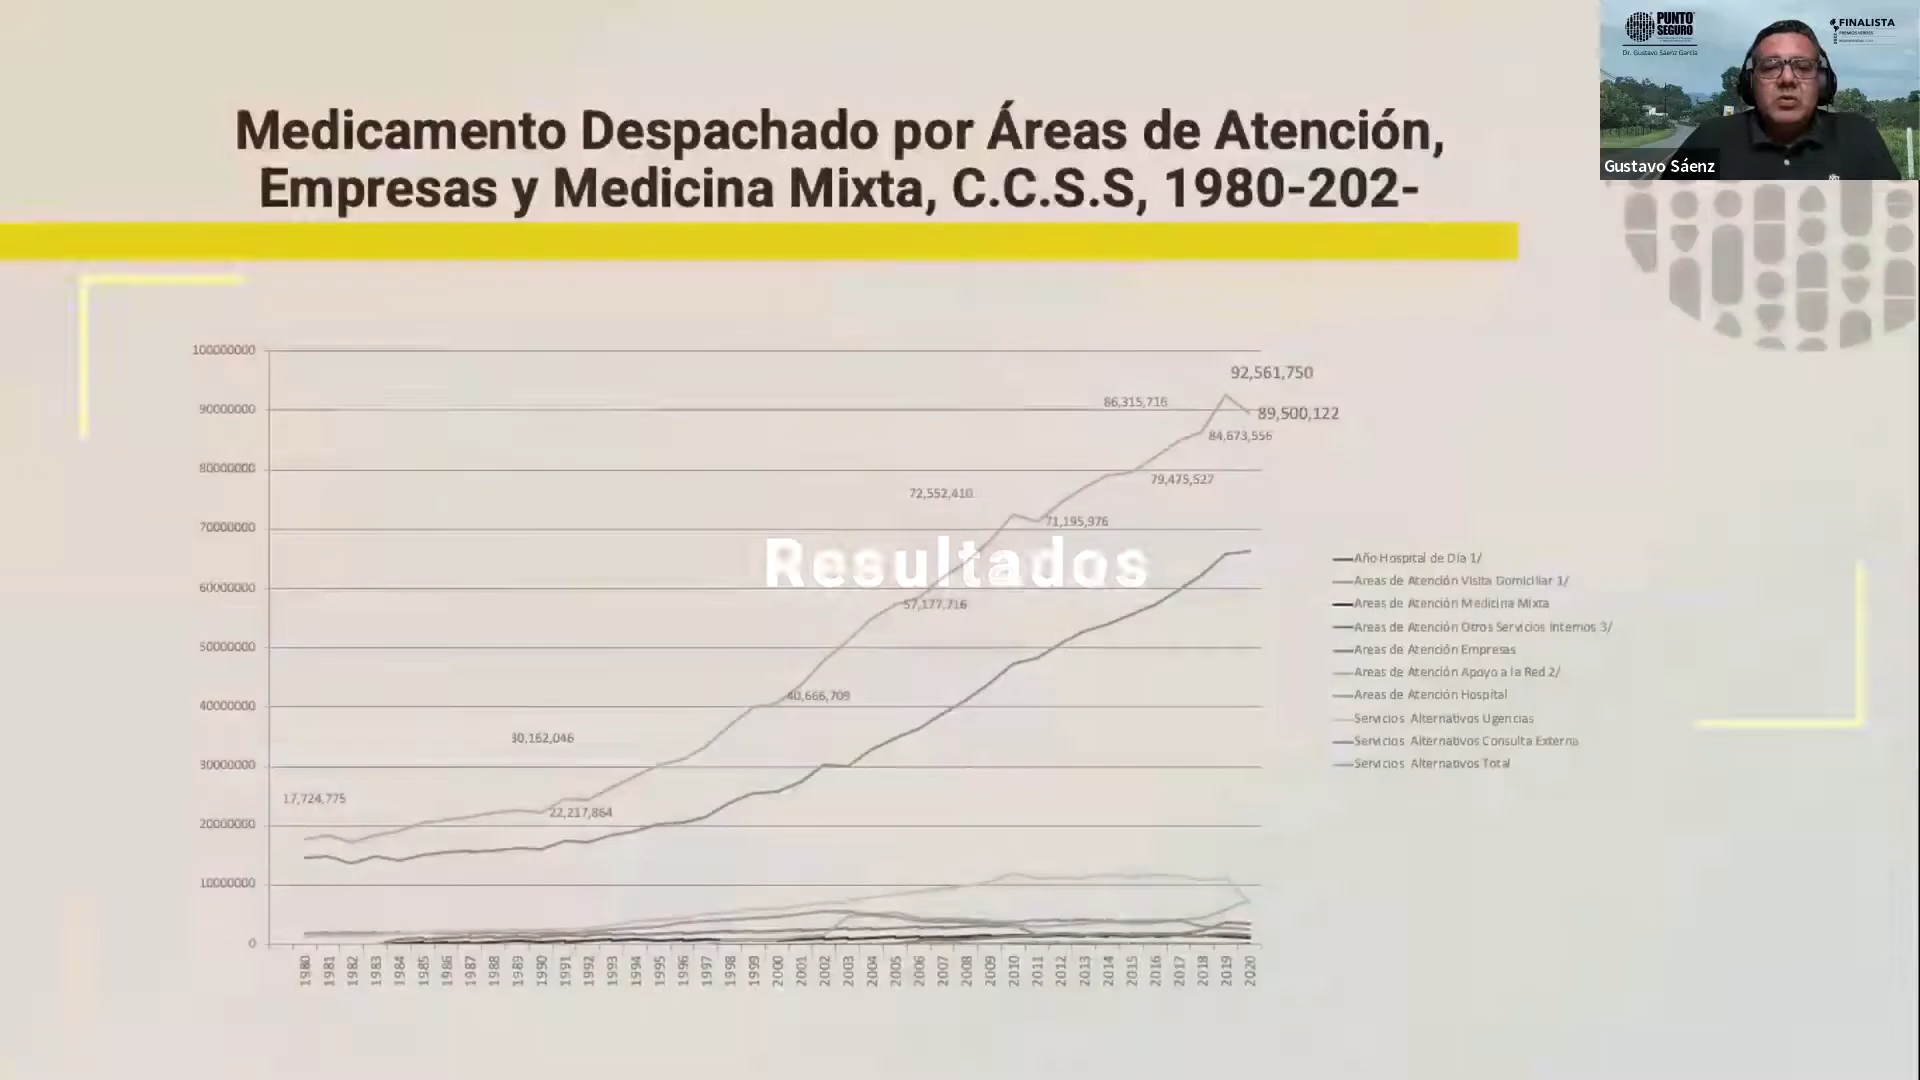 PUNTO
SEGURO
Dr. Gustavo Sáenz García
FINALISTA
PREMIOS VERDES
Gustavo Sáenz
Medicamento Despachado por Áreas de Atención,
Empresas y Medicina Mixta, C.C.S.S, 1980-202-
100000000
90000000
80000000
70000000
60000000
50000000
40000000
30000000
20000000
10000000
0
92,561,750
86,315,716
89,500,122
84,673,556
79,475,527
72,552,410
71,195,976
Resultados
57,177,716
40,666,709
30,162,046
17,724,775
22,217,864
1980 1981 1982 1983 1984 1985 1986 1987 1988 1989 1990 1991 1992 1993 1994 1995 1996 1997 1998 1999 2000 2001 2002 2003 2004 2005 2006 2007 2008 2009 2010 2011 2012 2013 2014 2015 2016 2017 2018 2019 2020
Año Hospital de Día 1/
Areas de Atención Visita Domiciliar 1/
Areas de Atención Medicina Mixta
Areas de Atención Otros Servicios Internos 3/
Areas de Atención Empresas
Areas de Atención Apoyo a la Red 2/
Areas de Atención Hospital
Servicios Alternativos Ugencias
Servicios Alternativos Consulta Externa
Servicios Alternativos Total